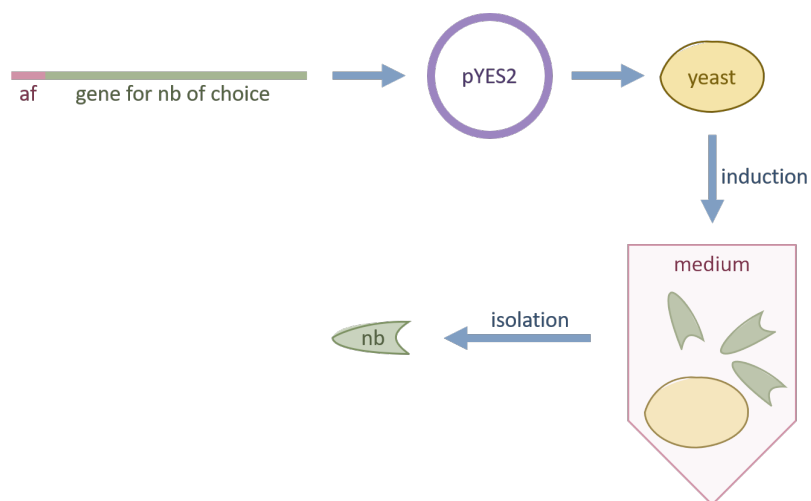 af
gene for nb of choice
pYES2
yeast
induction
medium
isolation
nb